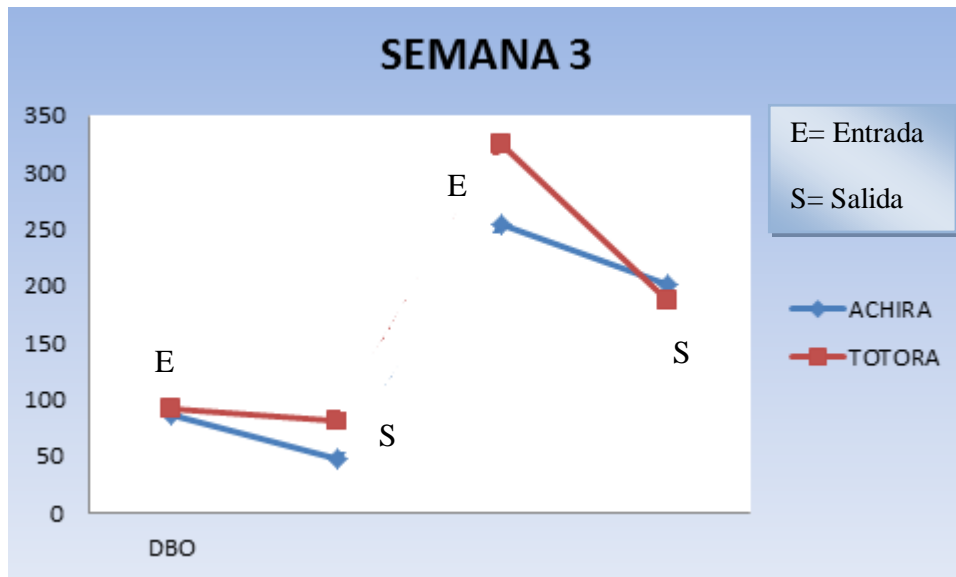 SEMANA 3
350
300
250
200
150
100
50
0
E
S
E
S
DBO
E= Entrada
S= Salida
ACHIRA
TOTORA